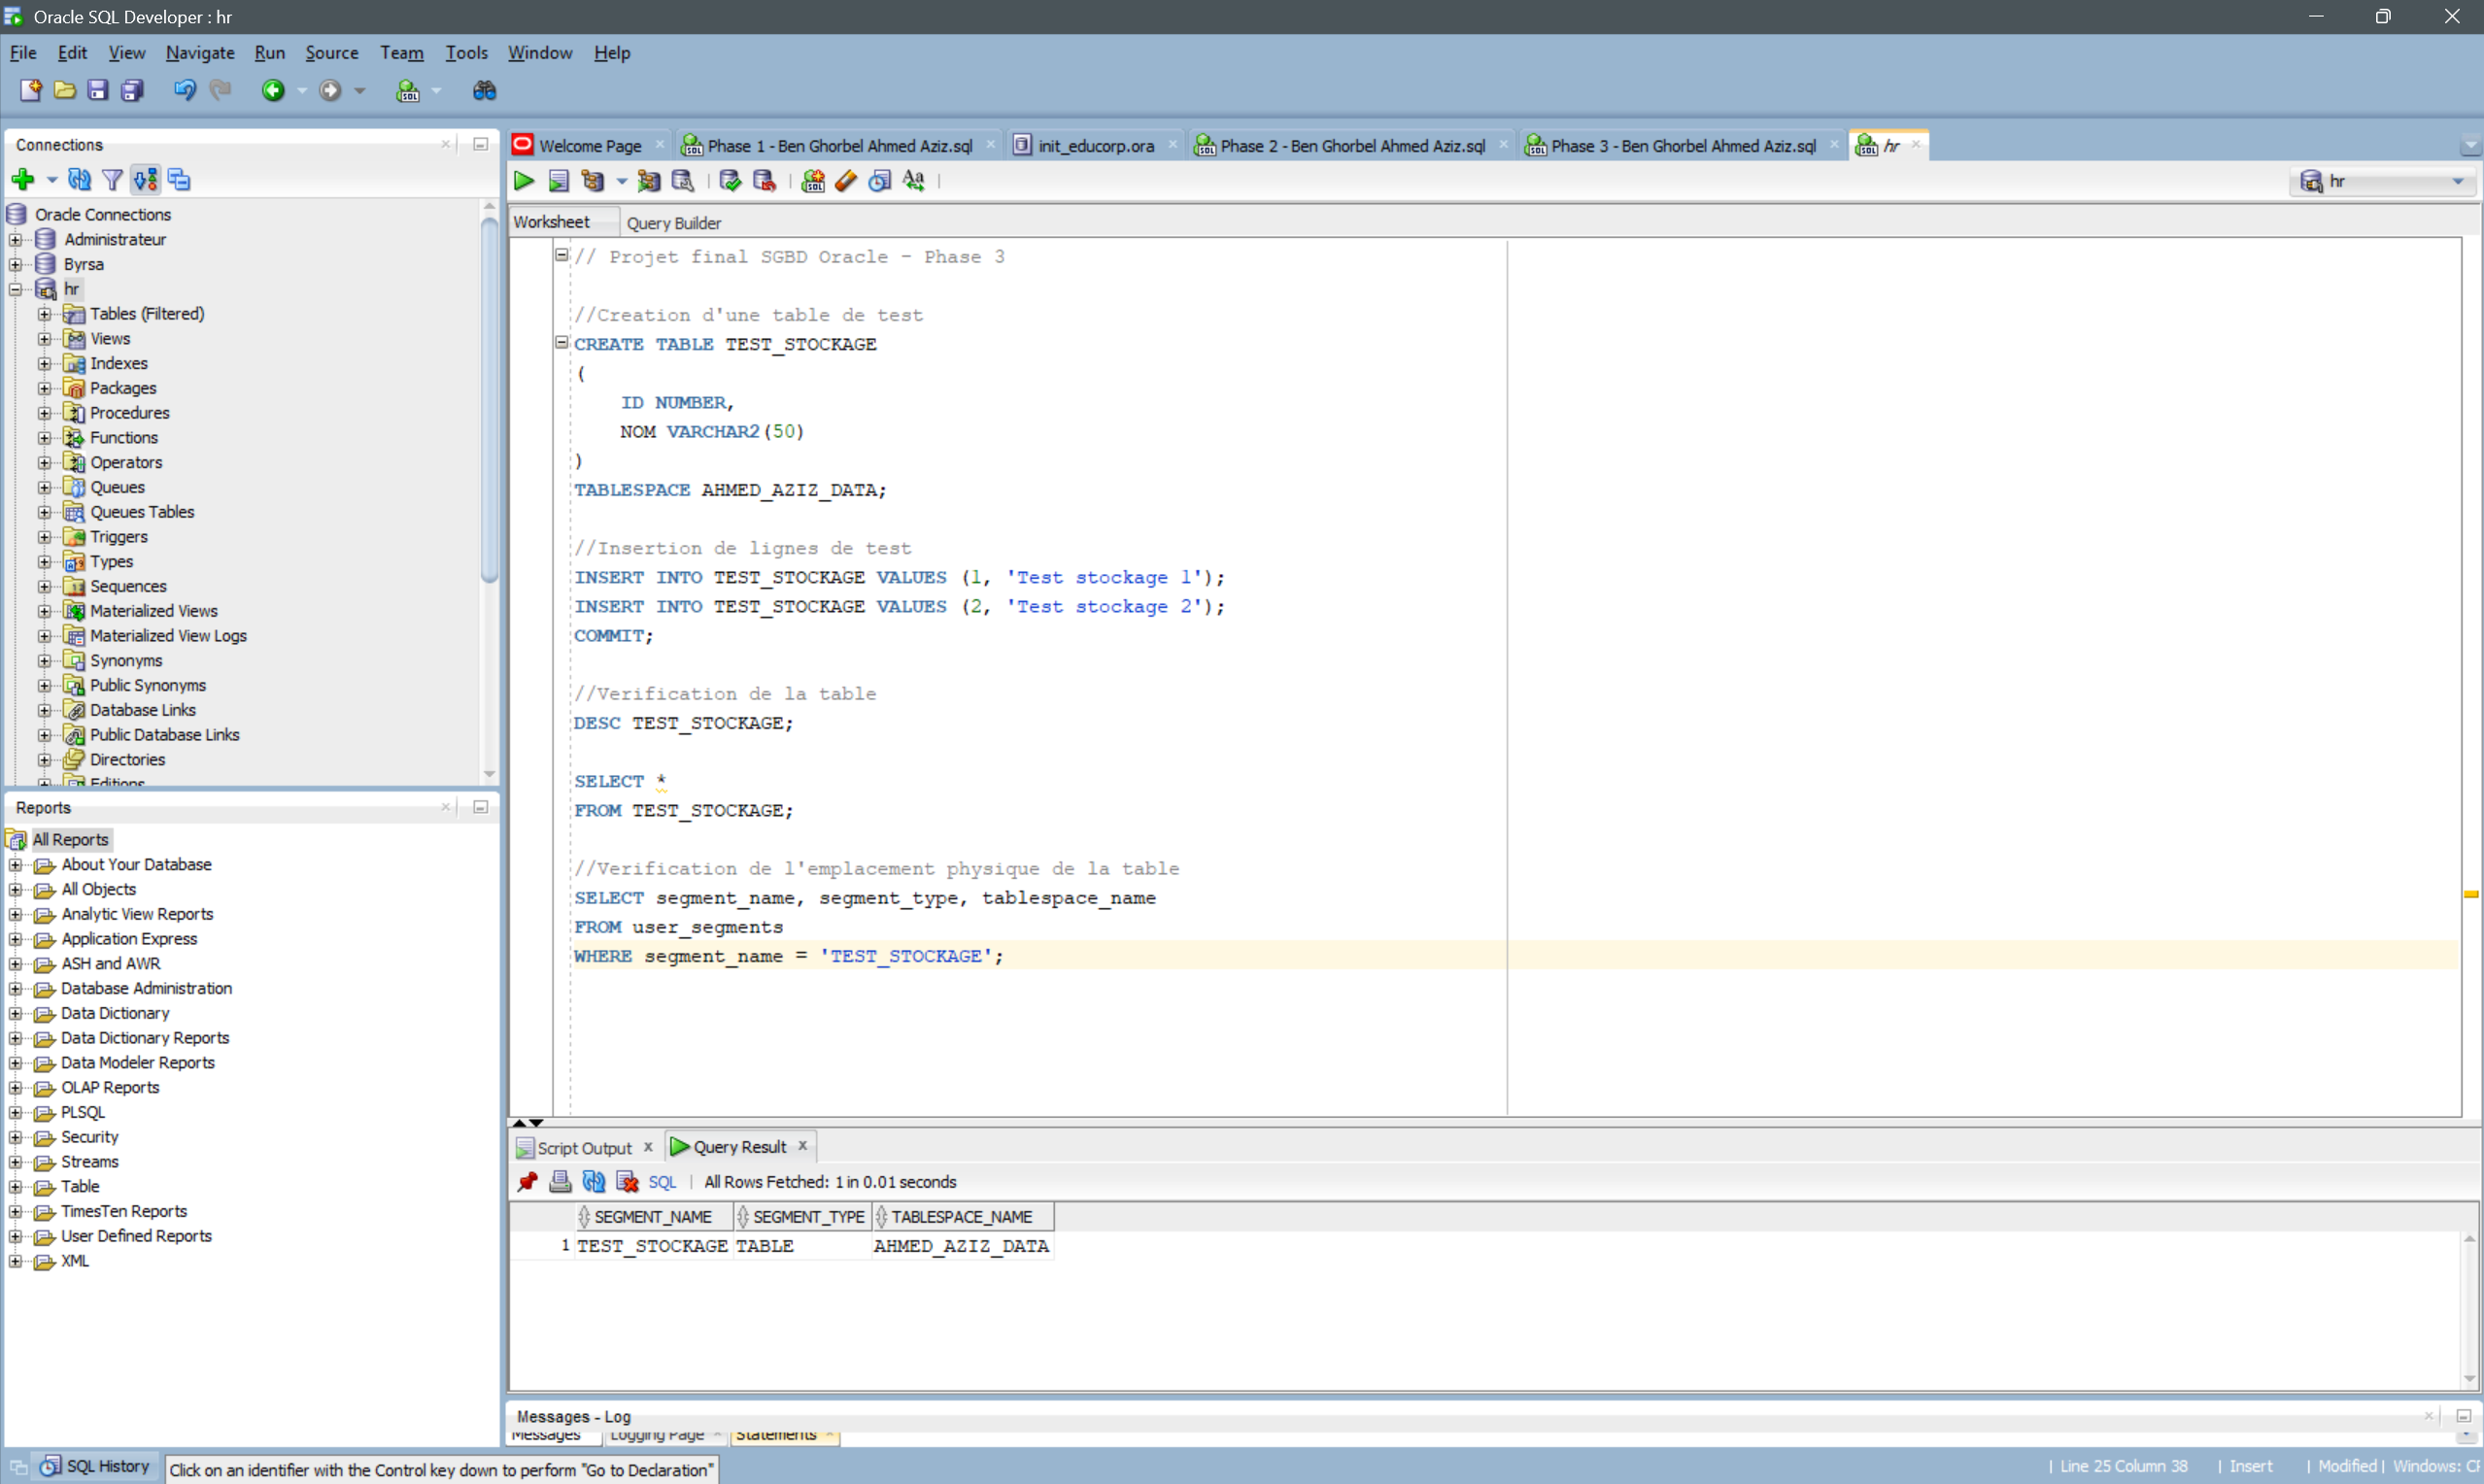 Oracle SQL Developer : hr
File Edit View Navigate Run Source Team Tools Window Help
Connections
Oracle Connections
Administrateur
Byrsa
hr
Tables (Filtered)
Views
Indexes
Packages
Procedures
Functions
Operators
Queues
Queues Tables
Triggers
Types
Sequences
Materialized Views
Materialized View Logs
Synonyms
Public Synonyms
Database Links
Public Database Links
Directories
Editions
Reports
All Reports
About Your Database
All Objects
Analytic View Reports
Application Express
ASH and AWR
Database Administration
Data Dictionary
Data Dictionary Reports
Data Modeler Reports
OLAP Reports
PLSQL
Security
Streams
Table
TimesTen Reports
User Defined Reports
XML
Welcome Page Phase 1 - Ben Ghorbel Ahmed Aziz.sql init_educorp.ora Phase 2 - Ben Ghorbel Ahmed Aziz.sql Phase 3 - Ben Ghorbel Ahmed Aziz.sql hr
hr
Worksheet Query Builder
// Projet final SGBD Oracle - Phase 3
//Creation d'une table de test
CREATE TABLE TEST_STOCKAGE
(
ID NUMBER,
NOM VARCHAR2(50)
)
TABLESPACE AHMED_AZIZ_DATA;
//Insertion de lignes de test
INSERT INTO TEST_STOCKAGE VALUES (1, 'Test stockage 1');
INSERT INTO TEST_STOCKAGE VALUES (2, 'Test stockage 2');
COMMIT;
//Verification de la table
DESC TEST_STOCKAGE;
SELECT *
FROM TEST_STOCKAGE;
//Verification de l'emplacement physique de la table
SELECT segment_name, segment_type, tablespace_name
FROM user_segments
WHERE segment_name = 'TEST_STOCKAGE';
Script Output x Query Result x
SQL | All Rows Fetched: 1 in 0.01 seconds
SEGMENT_NAME SEGMENT_TYPE TABLESPACE_NAME
1 TEST_STOCKAGE TABLE AHMED_AZIZ_DATA
Messages - Log
Messages Logging Page Statements
SQL History Click on an identifier with the Control key down to perform "Go to Declaration" | Line 25 Column 38 | Insert | Modified | Windows: